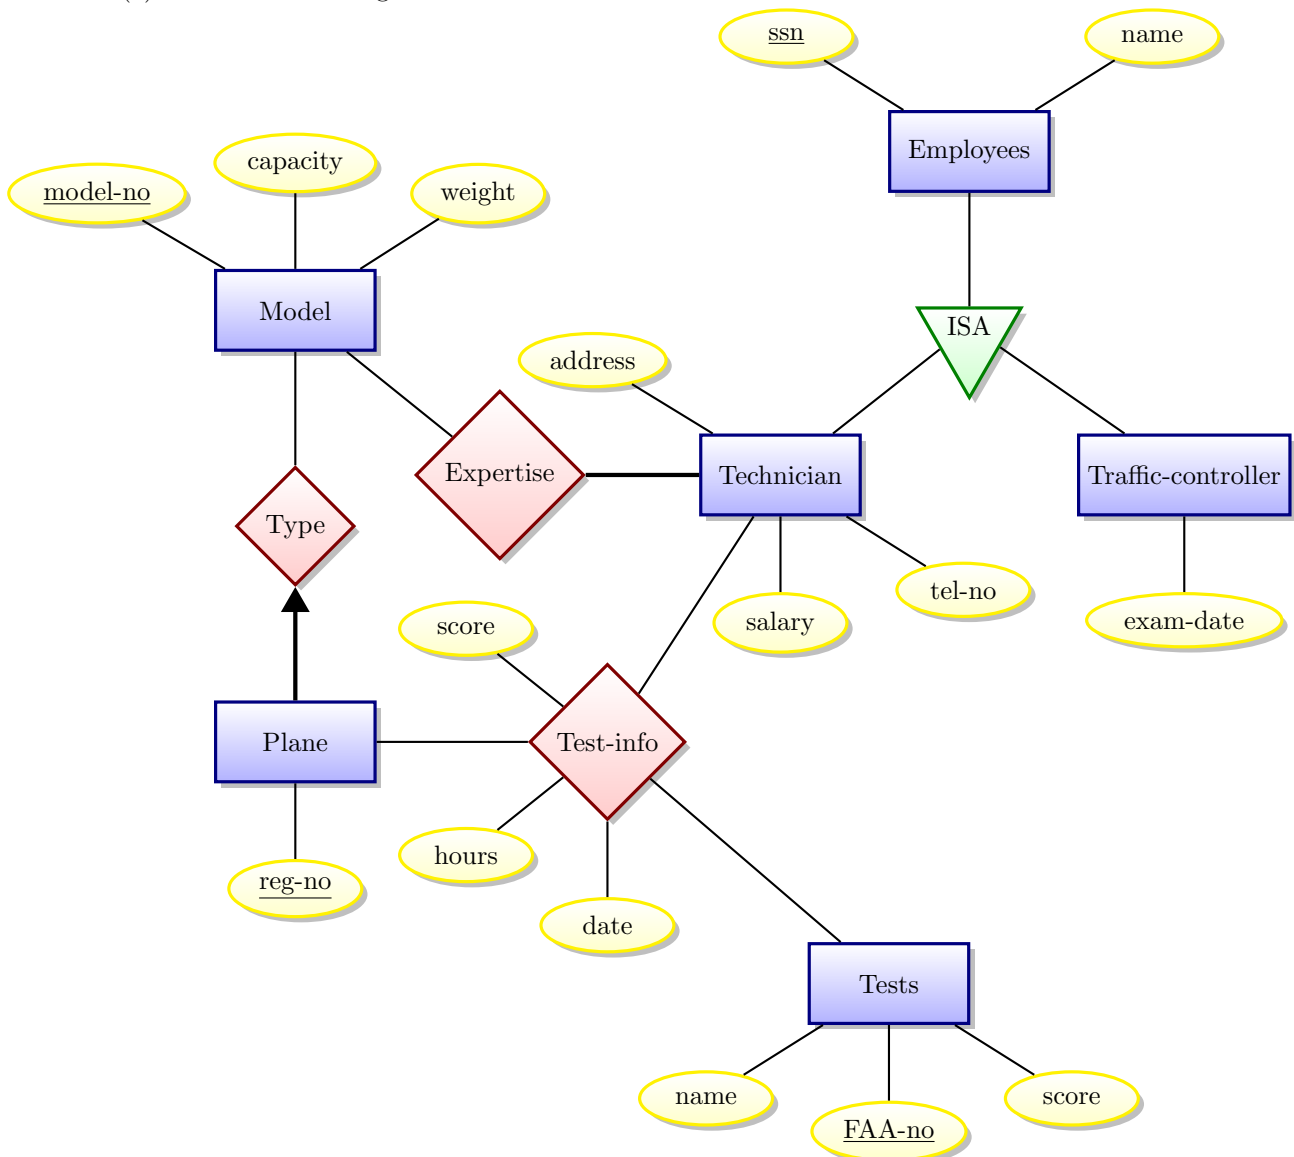 ssn
name
Employees
capacity
model-no
weight
Model
ISA
address
Expertise
Technician
Traffic-controller
Type
tel-no
salary
exam-date
score
Plane
Test-info
hours
reg-no
date
Tests
name
FAA-no
score